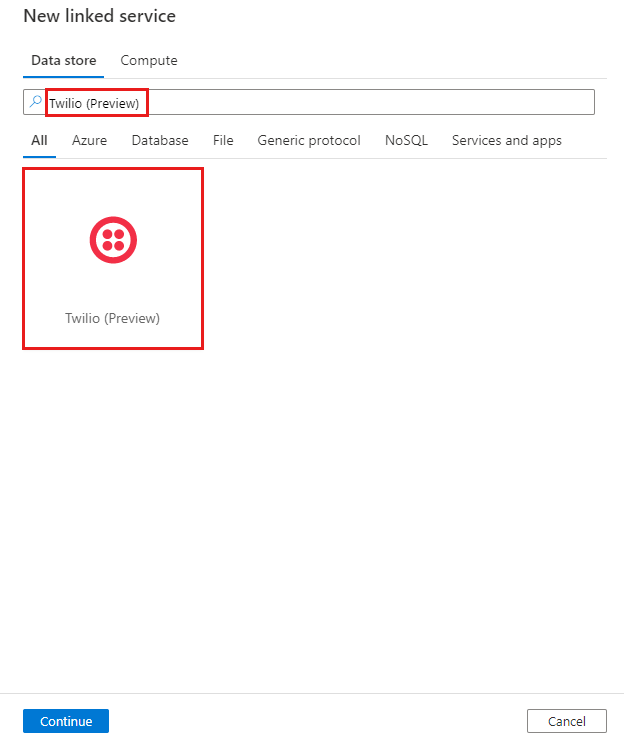 New linked service
Data store Compute
Twilio (Preview)
All Azure Database File Generic protocol NoSQL Services and apps
Twilio (Preview)
Continue Cancel